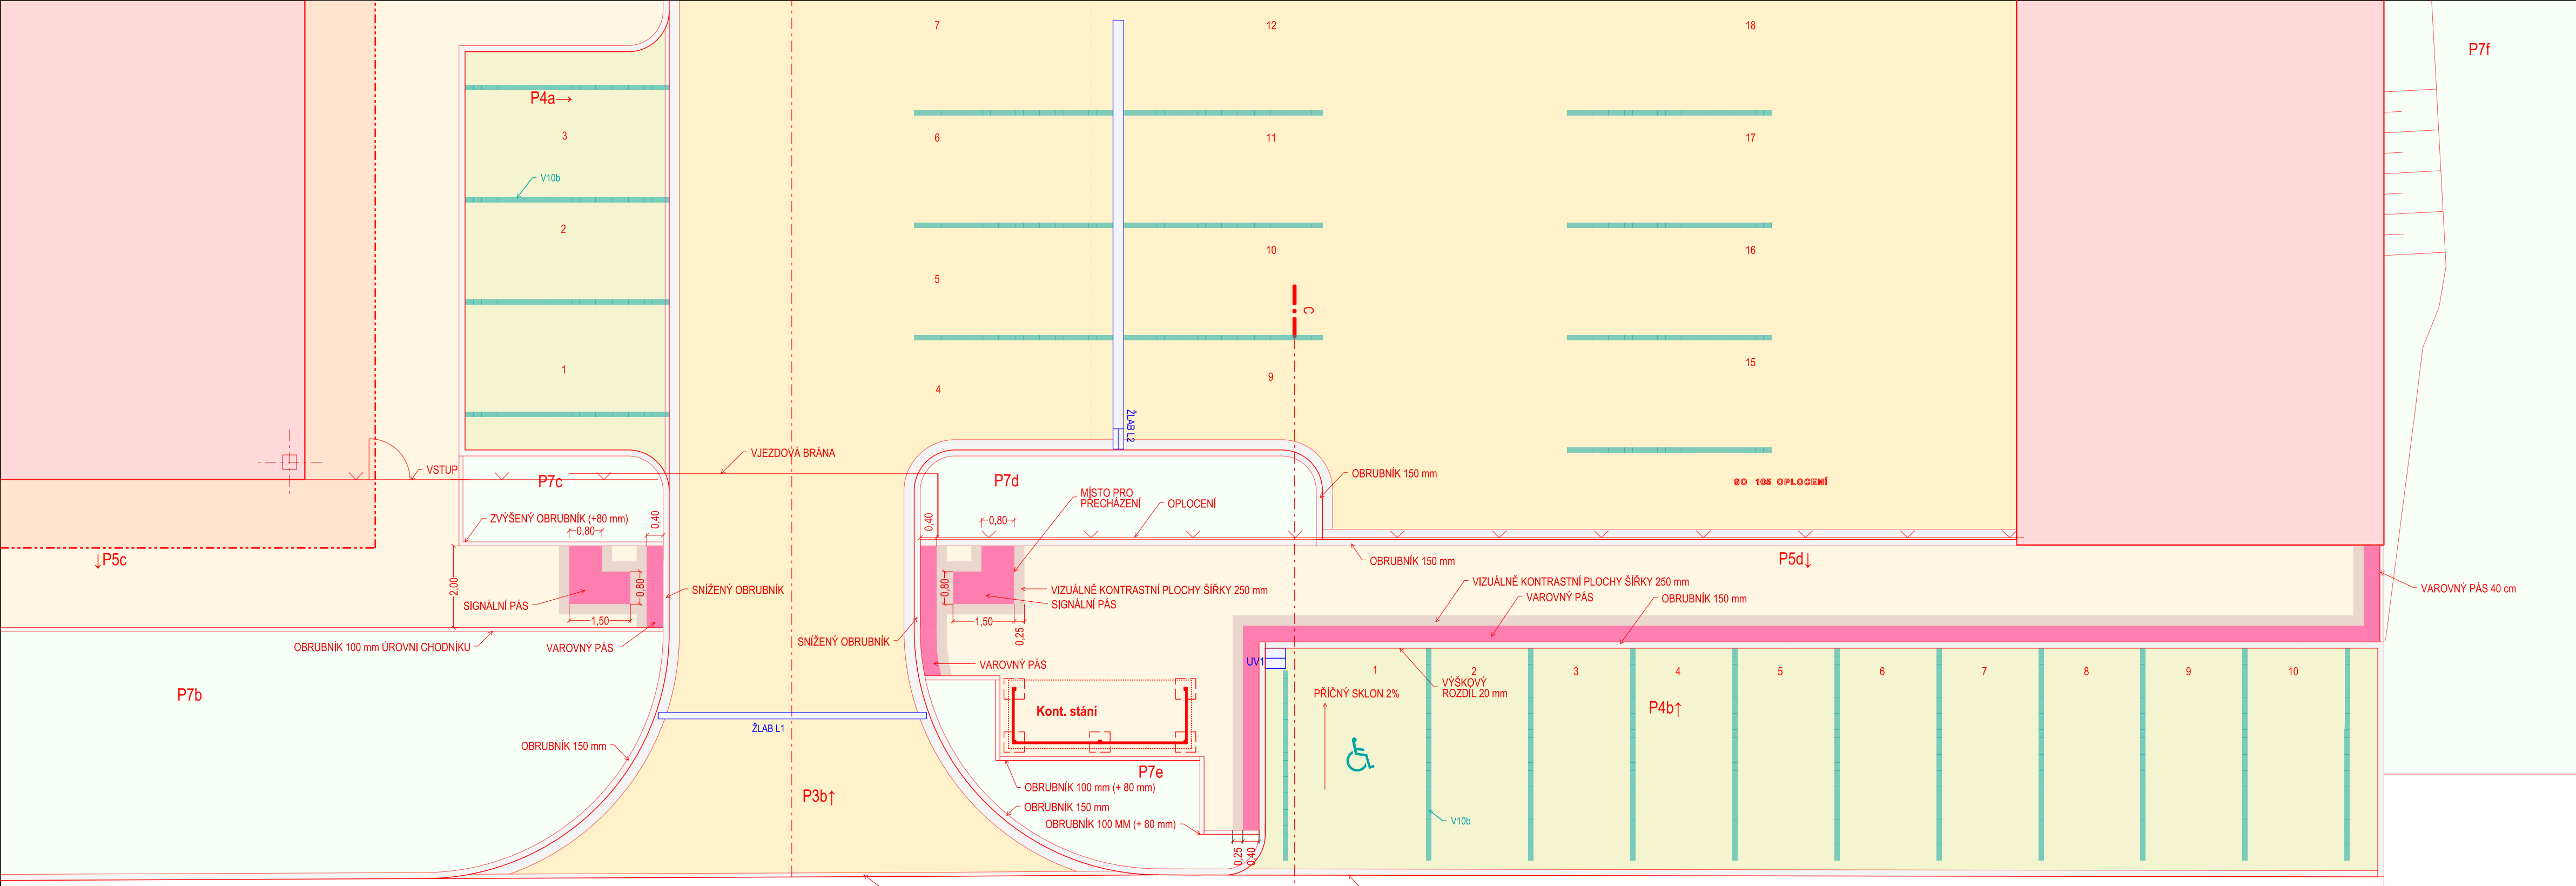 7
12
18
P7f
P4a→
3
6
11
17
V10b
2
10
16
5
C
1
4
9
15
ŽLAB L2
VSTUP
VJEZDOVÁ BRÁNA
P7c
P7d
OBRUBNÍK 150 mm
SO 105 OPLOCENÍ
MÍSTO PRO
PŘECHÁZENÍ
OPLOCENÍ
ZVÝŠENÝ OBRUBNÍK (+80 mm)
0,80
0,40
0,40
0,80
↓P5c
OBRUBNÍK 150 mm
P5d↓
2,00
0,80
SNÍŽENÝ OBRUBNÍK
0,80
VIZUÁLNĚ KONTRASTNÍ PLOCHY ŠÍŘKY 250 mm
VIZUÁLNĚ KONTRASTNÍ PLOCHY ŠÍŘKY 250 mm
VAROVNÝ PÁS 40 cm
SIGNÁLNÍ PÁS
SIGNÁLNÍ PÁS
VAROVNÝ PÁS
OBRUBNÍK 150 mm
1,50
1,50
0,25
OBRUBNÍK 100 mm ÚROVNI CHODNÍKU
VAROVNÝ PÁS
SNÍŽENÝ OBRUBNÍK
VAROVNÝ PÁS
UV1
1
2
3
4
5
6
7
8
9
10
P7b
PŘÍČNÝ SKLON 2%
VÝŠKOVÝ
ROZDÍL 20 mm
Kont. stání
P4b↑
ŽLAB L1
OBRUBNÍK 150 mm
P7e
P3b↑
OBRUBNÍK 100 mm (+ 80 mm)
OBRUBNÍK 150 mm
OBRUBNÍK 100 MM (+ 80 mm)
V10b
0,25
0,40